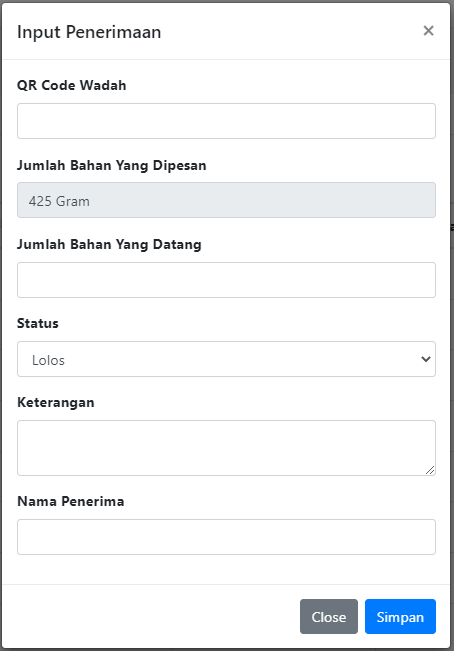 Input Penerimaan
×
QR Code Wadah
Jumlah Bahan Yang Dipesan
425 Gram
Jumlah Bahan Yang Datang
Status
Lolos
Keterangan
Nama Penerima
Close Simpan